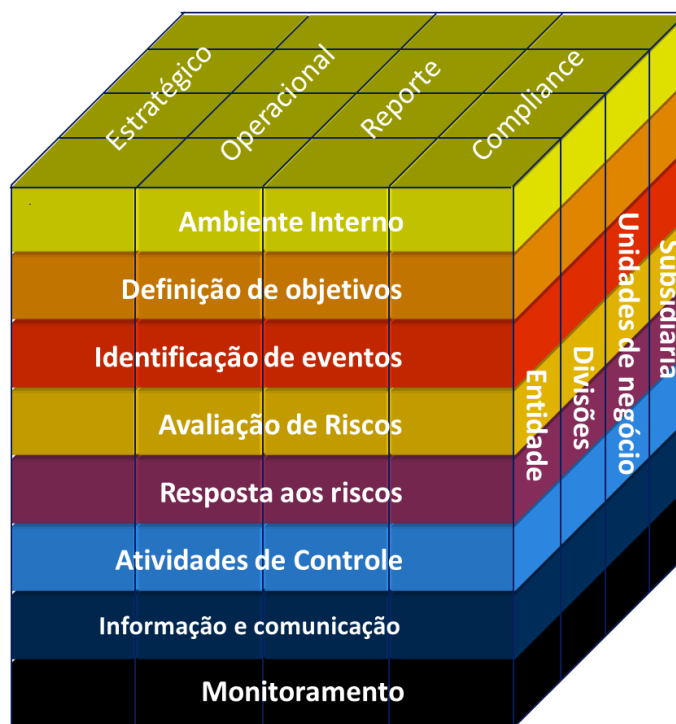 Estratégico
Operacional
Reporte
Compliance
Ambiente Interno
Definição de objetivos
Identificação de eventos
Avaliação de Riscos
Resposta aos riscos
Atividades de Controle
Informação e comunicação
Monitoramento
Entidade
Divisões
Unidades de negócio
Subsidiaria